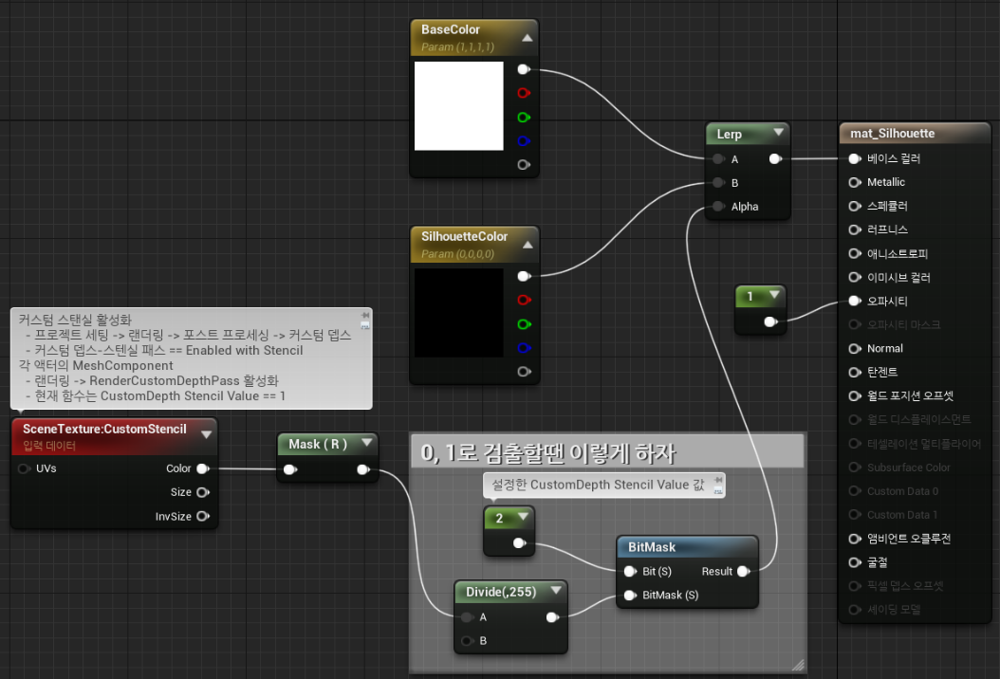 BaseColor
Param (1,1,1,1)
SilhouetteColor
Param (0,0,0,0)
Lerp
A
B
Alpha
1
mat_Silhouette
베이스 컬러
Metallic
스페큘러
러프니스
애니소트로피
이미시브 컬러
오파시티
오파시티 마스크
Normal
탄젠트
월드 포지션 오프셋
월드 디스플레이스먼트
테셀레이션 멀티플라이어
Subsurface Color
Custom Data 0
Custom Data 1
앰비언트 오클루전
굴절
픽셀 뎁스 오프셋
셰이딩 모델
커스텀 스탠실 활성화
- 프로젝트 세팅 -> 랜더링 -> 포스트 프로세싱 -> 커스텀 뎁스
- 커스텀 뎁스-스텐실 패스 == Enabled with Stencil
각 액터의 MeshComponent
- 랜더링 -> RenderCustomDepthPass 활성화
- 현재 함수는 CustomDepth Stencil Value == 1
SceneTexture:CustomStencil
입력 데이터
UVs
Color
Size
InvSize
Mask ( R )
0, 1로 검출할땐 이렇게 하자
설정한 CustomDepth Stencil Value 값
2
Divide(,255)
A
B
BitMask
Bit (S)
Result
BitMask (S)